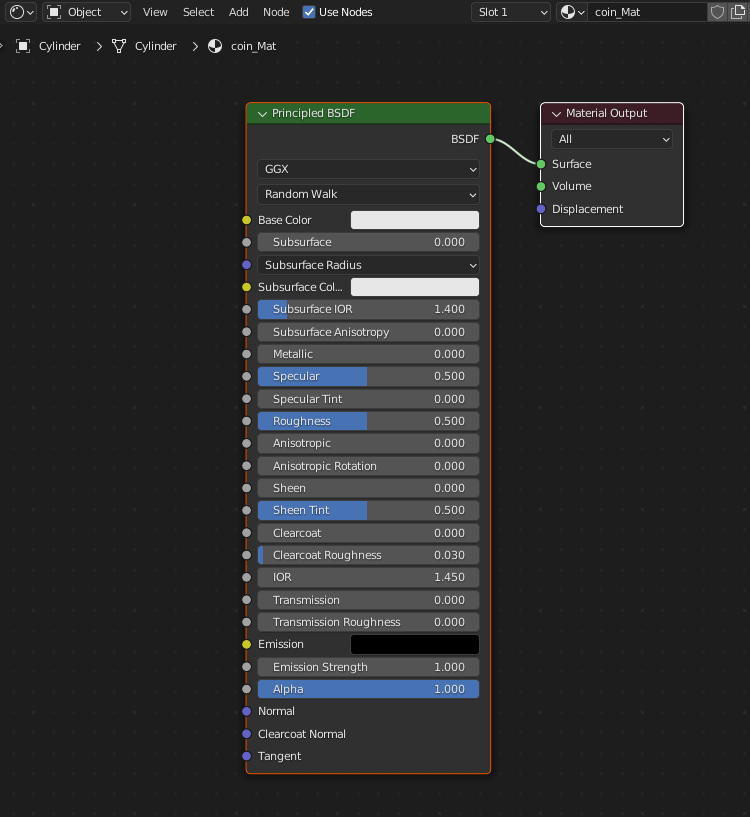 Object View Select Add Node Use Nodes Slot 1 coin_Mat
Cylinder Cylinder coin_Mat
Principled BSDF
BSDF
GGX
Random Walk
Base Color
Subsurface 0.000
Subsurface Radius
Subsurface Col...
Subsurface IOR 1.400
Subsurface Anisotropy 0.000
Metallic 0.000
Specular 0.500
Specular Tint 0.000
Roughness 0.500
Anisotropic 0.000
Anisotropic Rotation 0.000
Sheen 0.000
Sheen Tint 0.500
Clearcoat 0.000
Clearcoat Roughness 0.030
IOR 1.450
Transmission 0.000
Transmission Roughness 0.000
Emission
Emission Strength 1.000
Alpha 1.000
Normal
Clearcoat Normal
Tangent
Material Output
All
Surface
Volume
Displacement